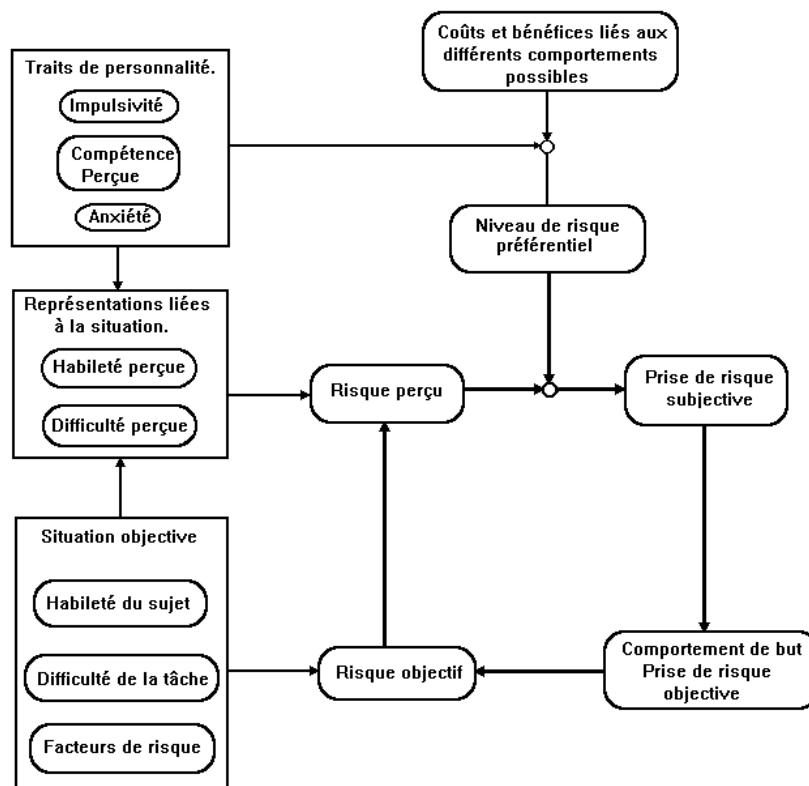 Coûts et bénéfices liés aux
différents comportements
possibles
Traits de personnalité.
Impulsivité
Compétence
Perçue
Anxiété
Niveau de risque
préférentiel
Représentations liées
à la situation.
Habileté perçue
Difficulté perçue
Risque perçu
Prise de risque
subjective
Situation objective
Habileté du sujet
Difficulté de la tâche
Facteurs de risque
Risque objectif
Comportement de but
Prise de risque
objective